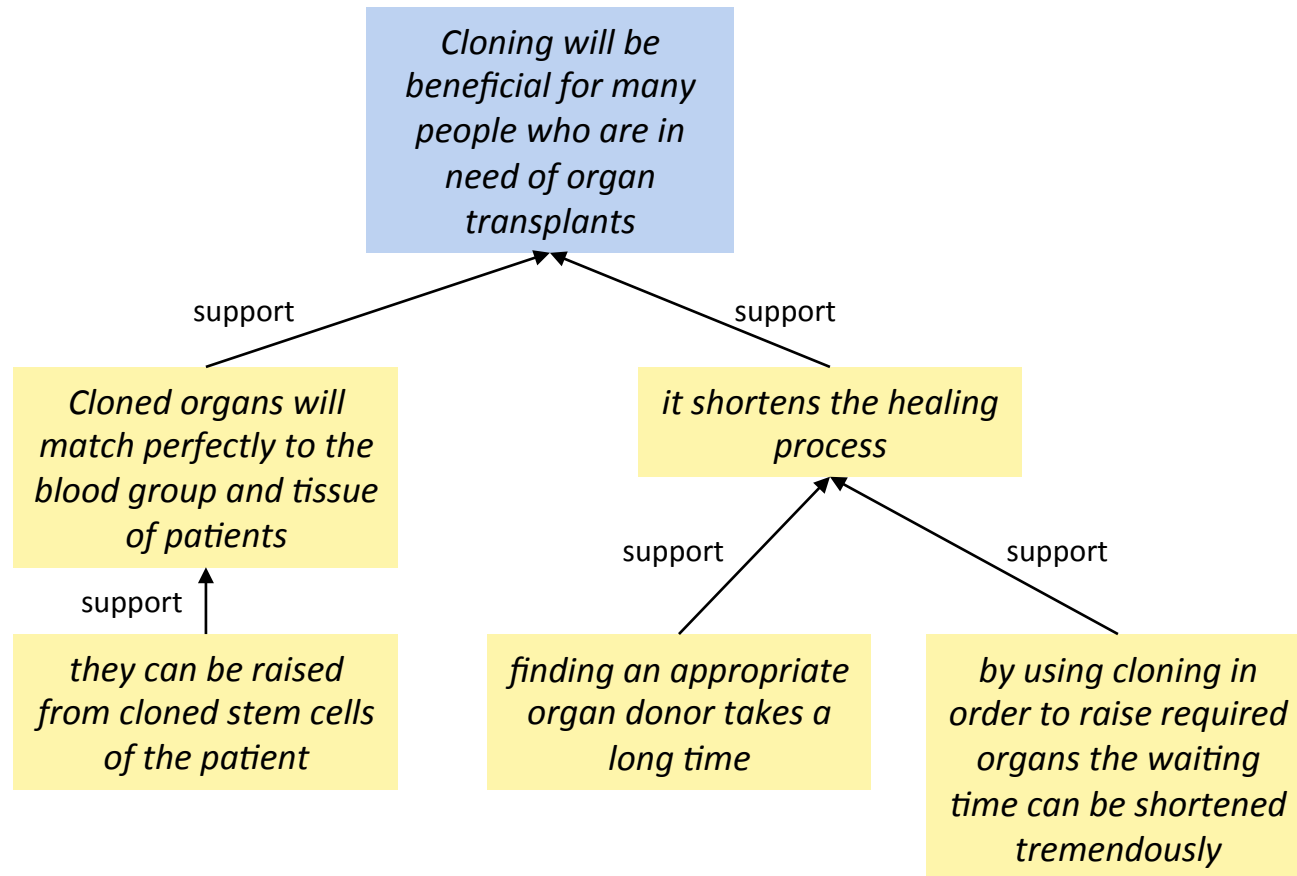 Cloning will be
beneficial for many
people who are in
need of organ
transplants
support
support
Cloned organs will
match perfectly to the
blood group and tissue
of patients
it shortens the healing
process
support
support
support
they can be raised
from cloned stem cells
of the patient
finding an appropriate
organ donor takes a
long time
by using cloning in
order to raise required
organs the waiting
time can be shortened
tremendously